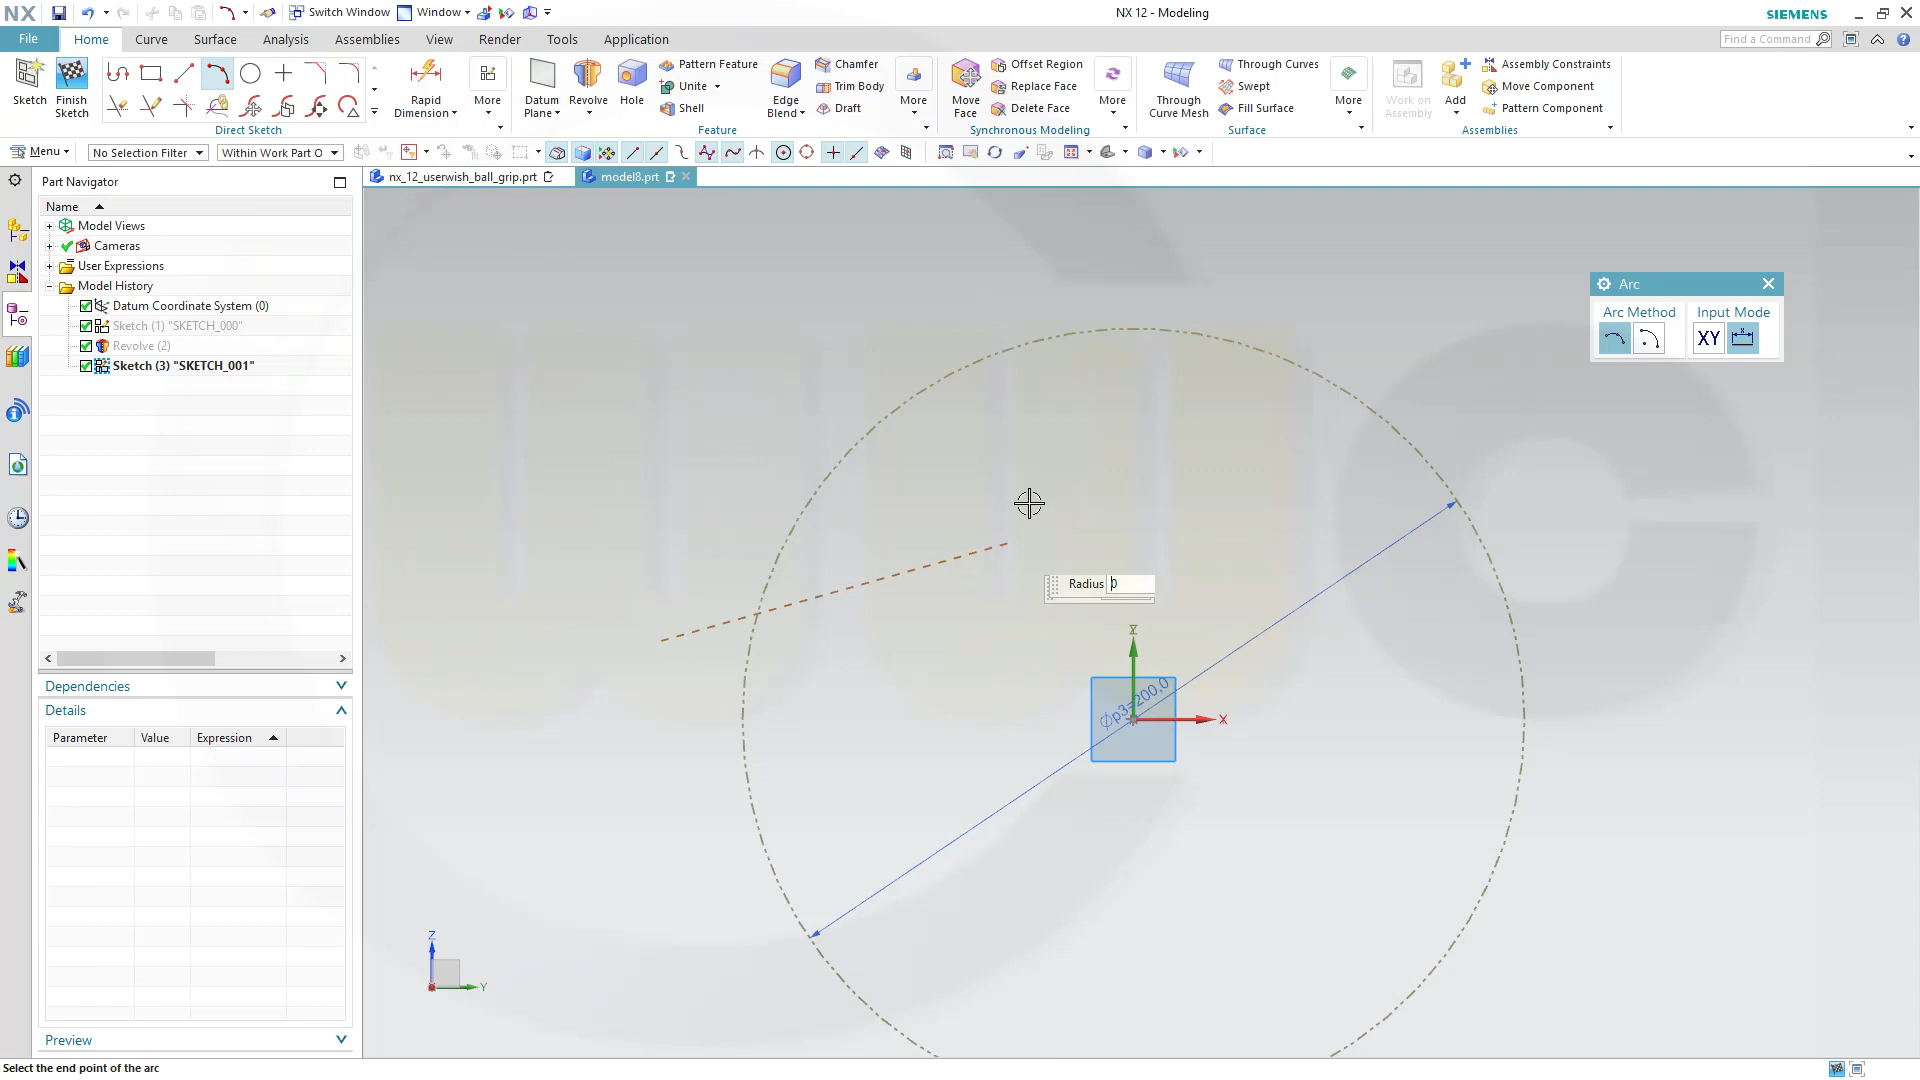 NX
Switch Window
Window
NX 12 - Modeling
SIEMENS
File
Home
Curve
Surface
Analysis
Assemblies
View
Render
Tools
Application
Find a Command
Sketch
Finish Sketch
Direct Sketch
Rapid Dimension
More
Datum Plane
Revolve
Hole
Pattern Feature
Unite
Shell
Edge Blend
Chamfer
Trim Body
Draft
More
Feature
Move Face
Offset Region
Replace Face
Delete Face
More
Synchronous Modeling
Through Curve Mesh
Through Curves
Swept
Fill Surface
More
Surface
Work on Assembly
Add
Assembly Constraints
Move Component
Pattern Component
Assemblies
Menu
No Selection Filter
Within Work Part O
Part Navigator
nx_12_userwish_ball_grip.prt
model8.prt
Name
Model Views
Cameras
User Expressions
Model History
Datum Coordinate System (0)
Sketch (1) "SKETCH_000"
Revolve (2)
Sketch (3) "SKETCH_001"
Dependencies
Details
Parameter
Value
Expression
Preview
Arc
Arc Method
Input Mode
XY
Radius 0
Øp3=200,0
X
Z
Y
Select the end point of the arc